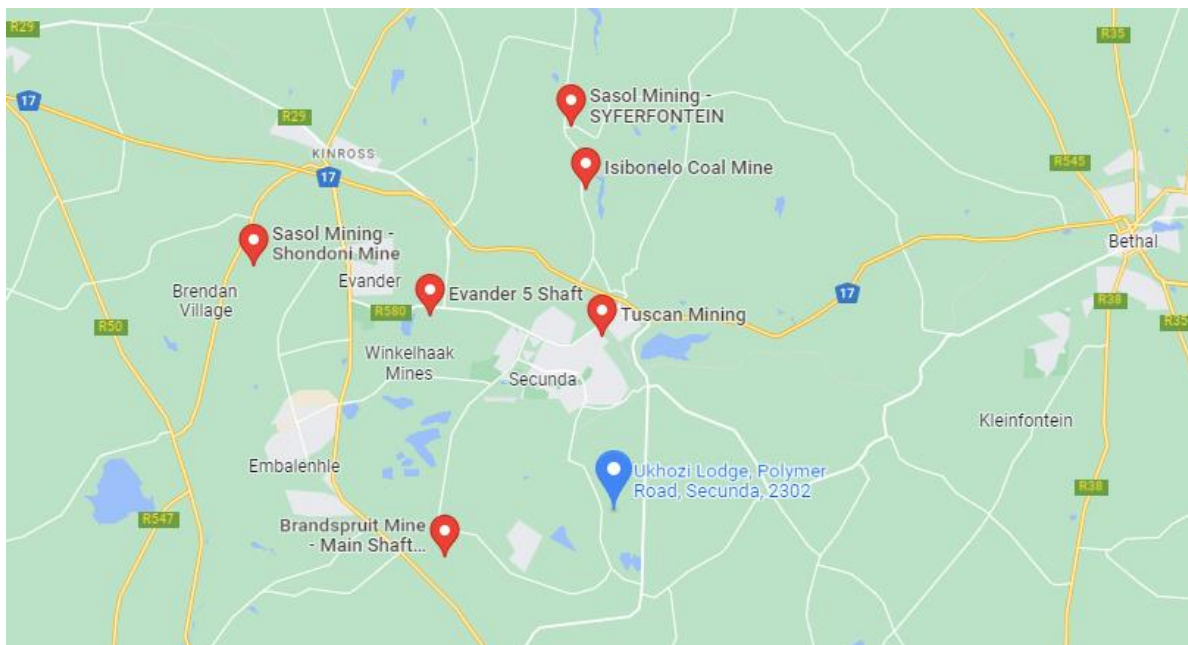 R29
R35
17
Sasol Mining -
SYFERFONTEIN
R29
KINROSS
R545
17
Isibonelo Coal Mine
Sasol Mining -
Shondoni Mine
Bethal
Evander
Brendan
Village
Evander 5 Shaft
17
R38
R580
Tuscan Mining
R50
R35
Winkelhaak
Mines
Secunda
Kleinfontein
Embalenhle
Ukhozi Lodge, Polymer
Road, Secunda, 2302
R38
R547
Brandspruit Mine
- Main Shaft...